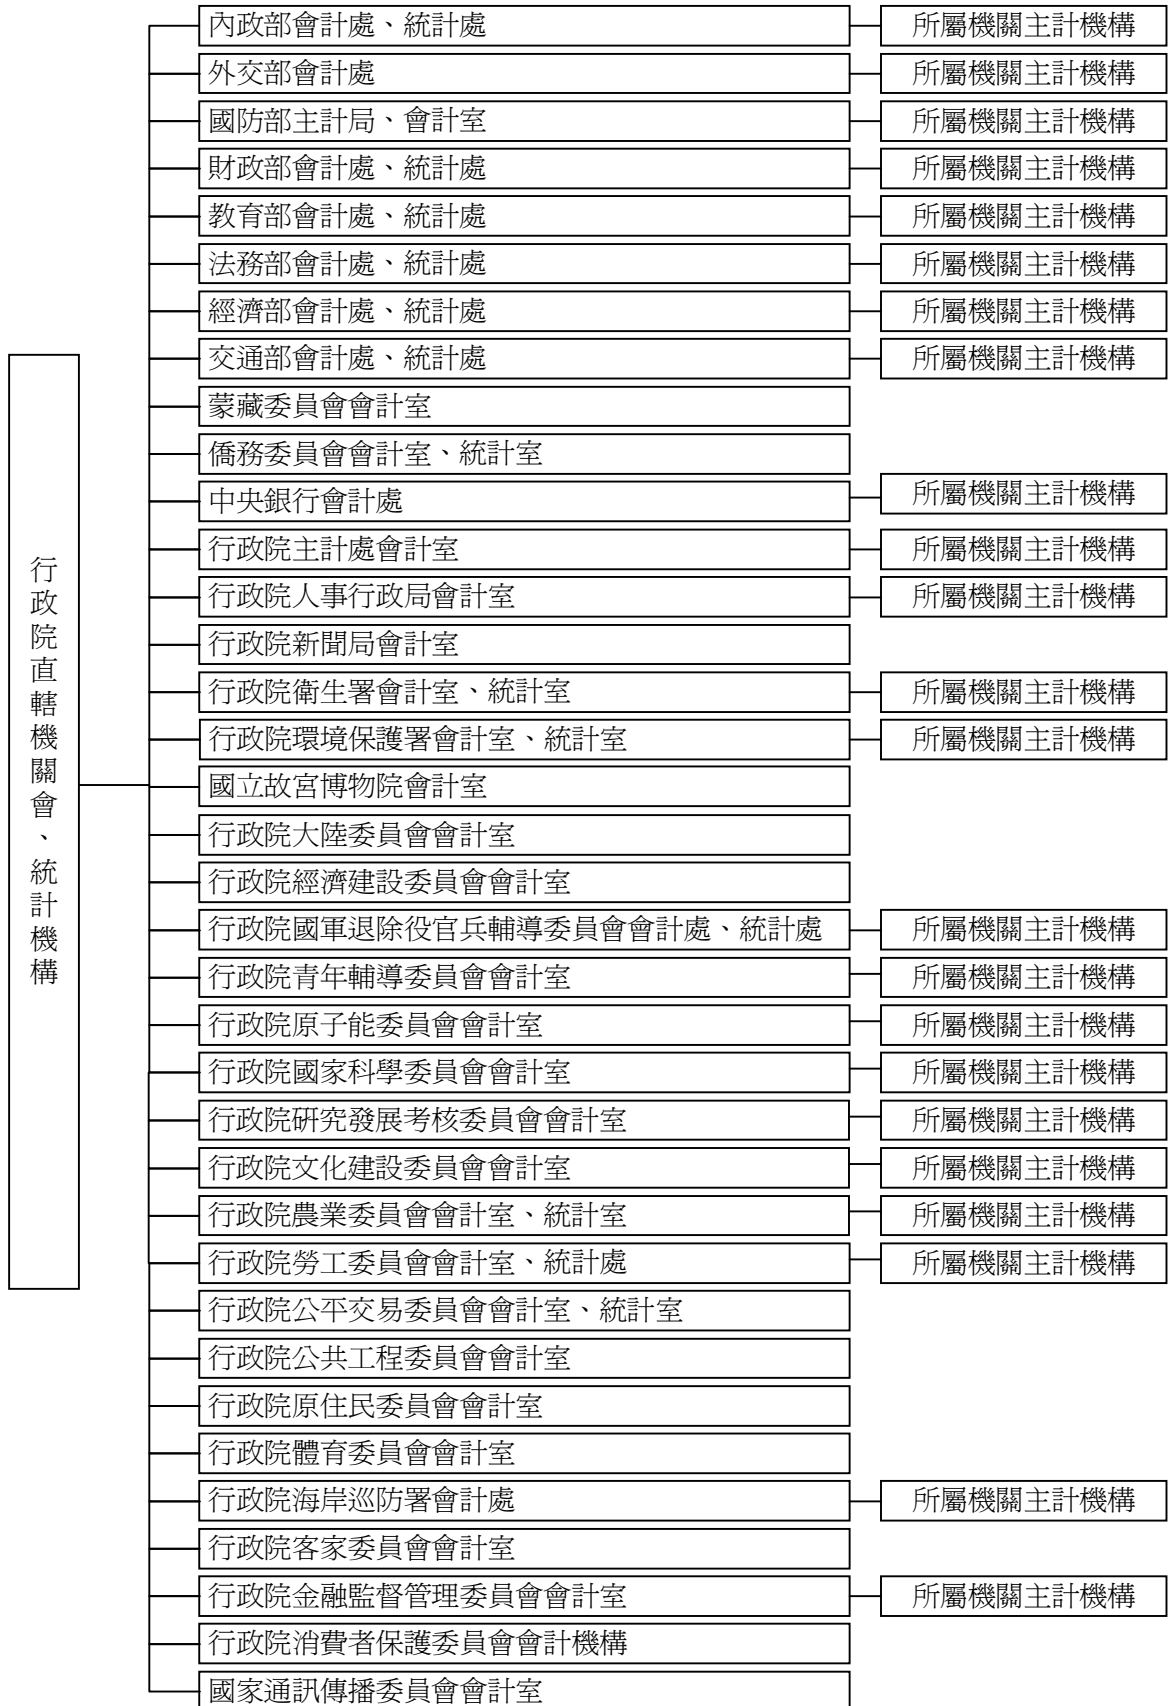 行政院直轄機關會、統計機構
內政部會計處、統計處
所屬機關主計機構
外交部會計處
所屬機關主計機構
國防部主計局、會計室
所屬機關主計機構
財政部會計處、統計處
所屬機關主計機構
教育部會計處、統計處
所屬機關主計機構
法務部會計處、統計處
所屬機關主計機構
經濟部會計處、統計處
所屬機關主計機構
交通部會計處、統計處
所屬機關主計機構
蒙藏委員會會計室
僑務委員會會計室、統計室
中央銀行會計處
所屬機關主計機構
行政院主計處會計室
所屬機關主計機構
行政院人事行政局會計室
所屬機關主計機構
行政院新聞局會計室
行政院衛生署會計室、統計室
所屬機關主計機構
行政院環境保護署會計室、統計室
所屬機關主計機構
國立故宮博物院會計室
行政院大陸委員會會計室
行政院經濟建設委員會會計室
行政院國軍退除役官兵輔導委員會會計處、統計處
所屬機關主計機構
行政院青年輔導委員會會計室
所屬機關主計機構
行政院原子能委員會會計室
所屬機關主計機構
行政院國家科學委員會會計室
所屬機關主計機構
行政院研究發展考核委員會會計室
所屬機關主計機構
行政院文化建設委員會會計室
所屬機關主計機構
行政院農業委員會會計室、統計室
所屬機關主計機構
行政院勞工委員會會計室、統計處
所屬機關主計機構
行政院公平交易委員會會計室、統計室
行政院公共工程委員會會計室
行政院原住民委員會會計室
行政院體育委員會會計室
行政院海岸巡防署會計處
所屬機關主計機構
行政院客家委員會會計室
行政院金融監督管理委員會會計室
所屬機關主計機構
行政院消費者保護委員會會計機構
國家通訊傳播委員會會計室